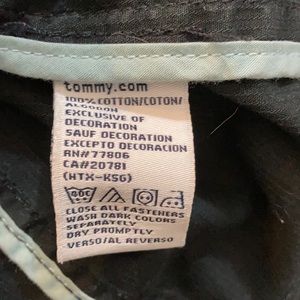 tommy.com
100% COTTON/COTON/
ALGODON
EXCLUSIVE OF
DECORATION
SAUF DECORATION
EXCEPTO DECORACION
RN#77806
CA#20781
(HTX-KSG)
CLOSE ALL FASTENERS
WASH DARK COLORS
SEPARATELY
DRY PROMPTLY
VERSO/AL REVERSO